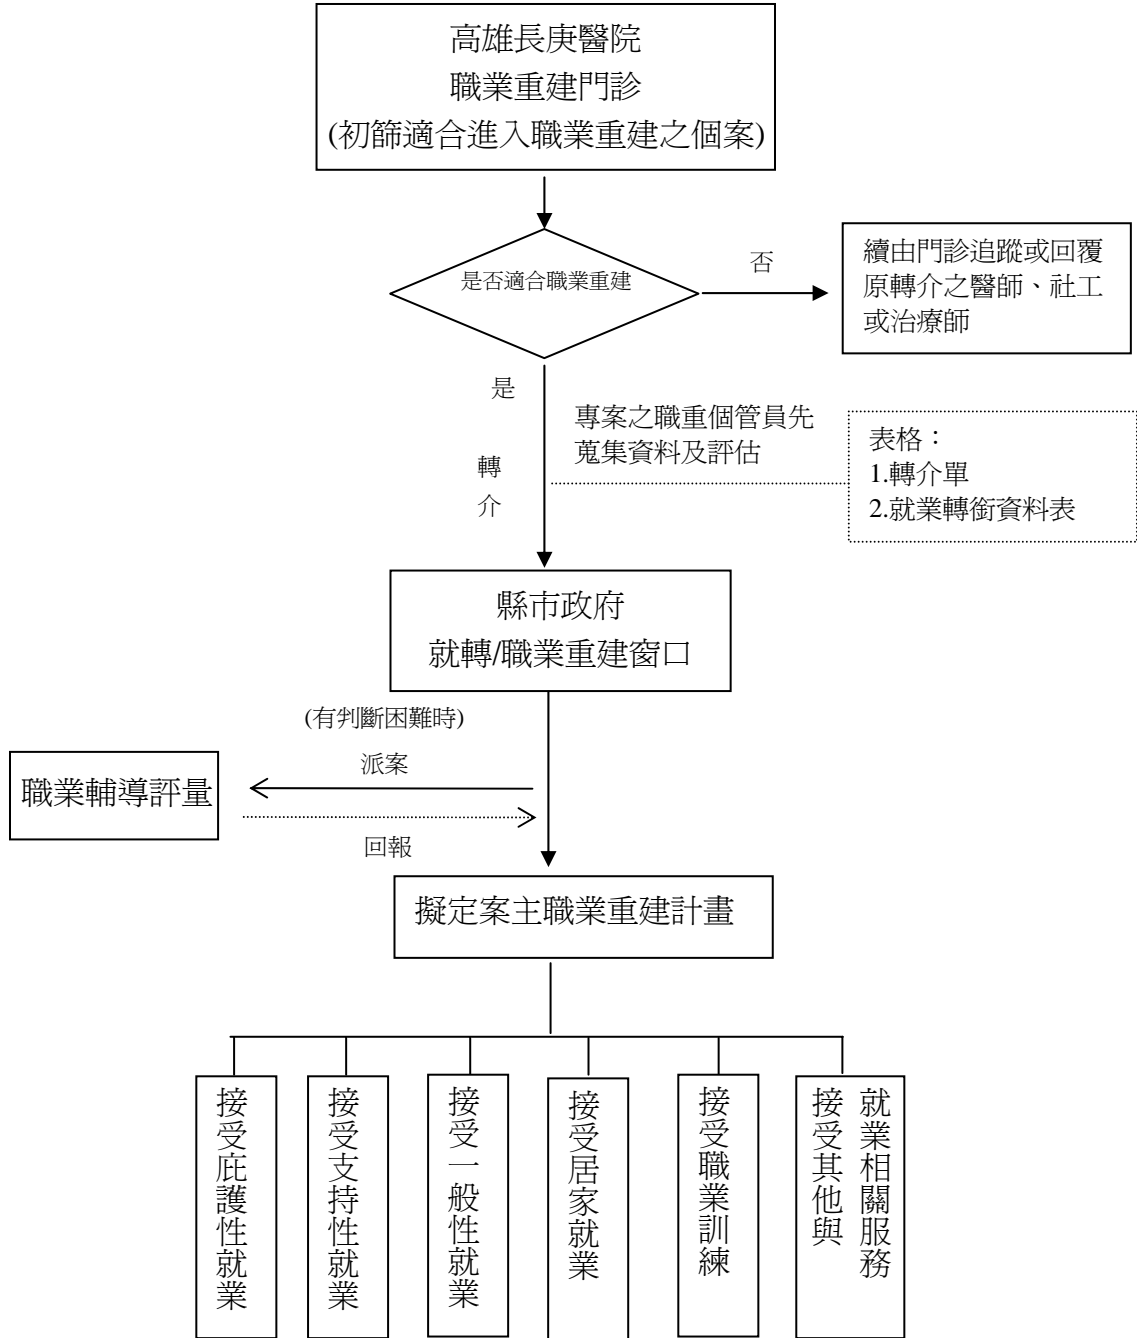 高雄長庚醫院
職業重建門診
(初篩適合進入職業重建之個案)
是否適合職業重建
否
續由門診追蹤或回覆
原轉介之醫師、社工
或治療師
是
轉
介
專案之職重個管員先
蒐集資料及評估
表格：
1.轉介單
2.就業轉銜資料表
縣市政府
就轉/職業重建窗口
(有判斷困難時)
派案
職業輔導評量
回報
擬定案主職業重建計畫
接受庇護性就業
接受支持性就業
接受一般性就業
接受居家就業
接受職業訓練
接受其他與
就業相關服務